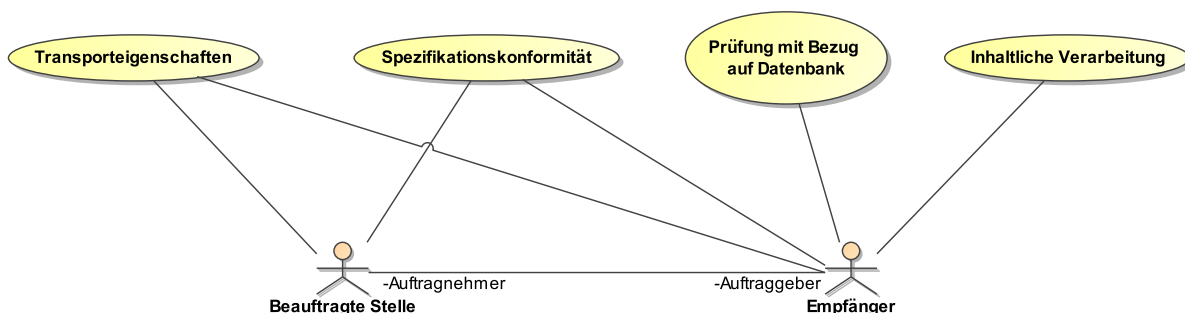 Transporteigenschaften
Spezifikationskonformität
Prüfung mit Bezug
auf Datenbank
Inhaltliche Verarbeitung
-Auftragnehmer
-Auftraggeber
Beauftragte Stelle
Empfänger